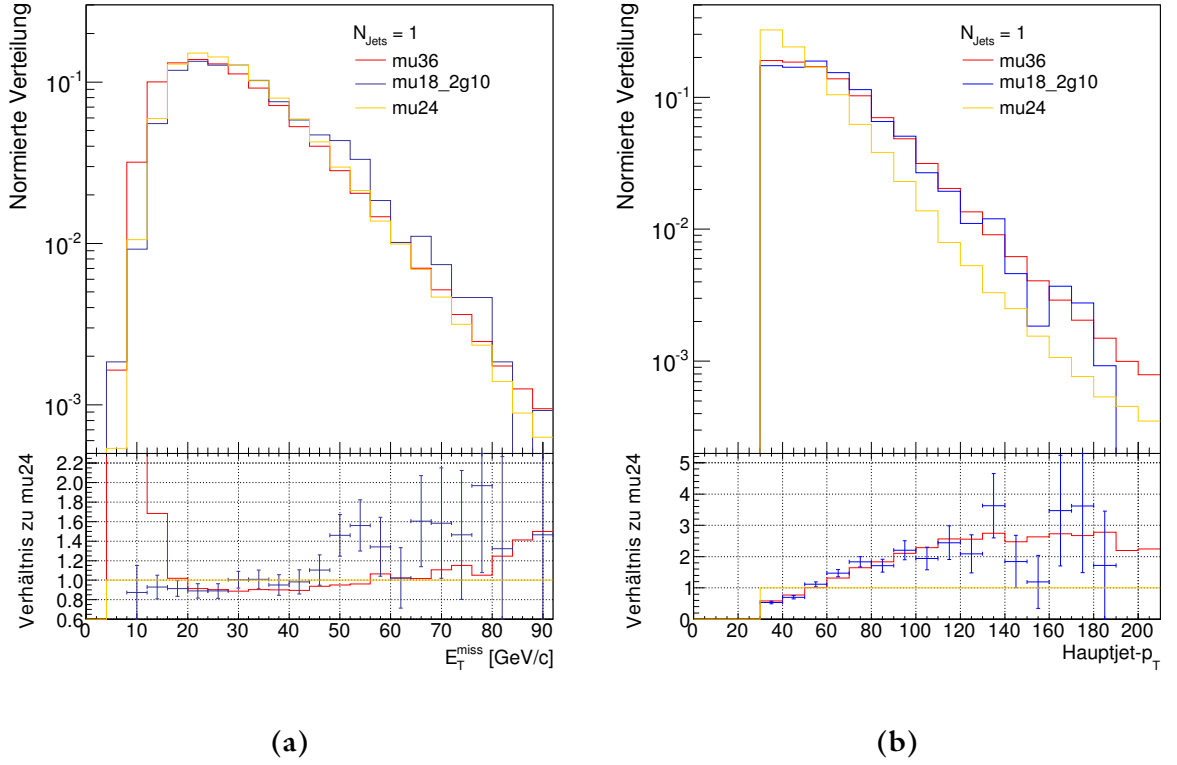 Normierte Verteilung
10⁻¹
10⁻²
10⁻³
N_Jets = 1
mu36
mu18_2g10
mu24
Verhältnis zu mu24
2.2
2.0
1.8
1.6
1.4
1.2
1.0
0.8
0.6
0 10 20 30 40 50 60 70 80 90
E_T^miss [GeV/c]
(a)
Normierte Verteilung
10⁻¹
10⁻²
10⁻³
N_Jets = 1
mu36
mu18_2g10
mu24
Verhältnis zu mu24
5
4
3
2
1
0
0 20 40 60 80 100 120 140 160 180 200
Hauptjet-p_T
(b)